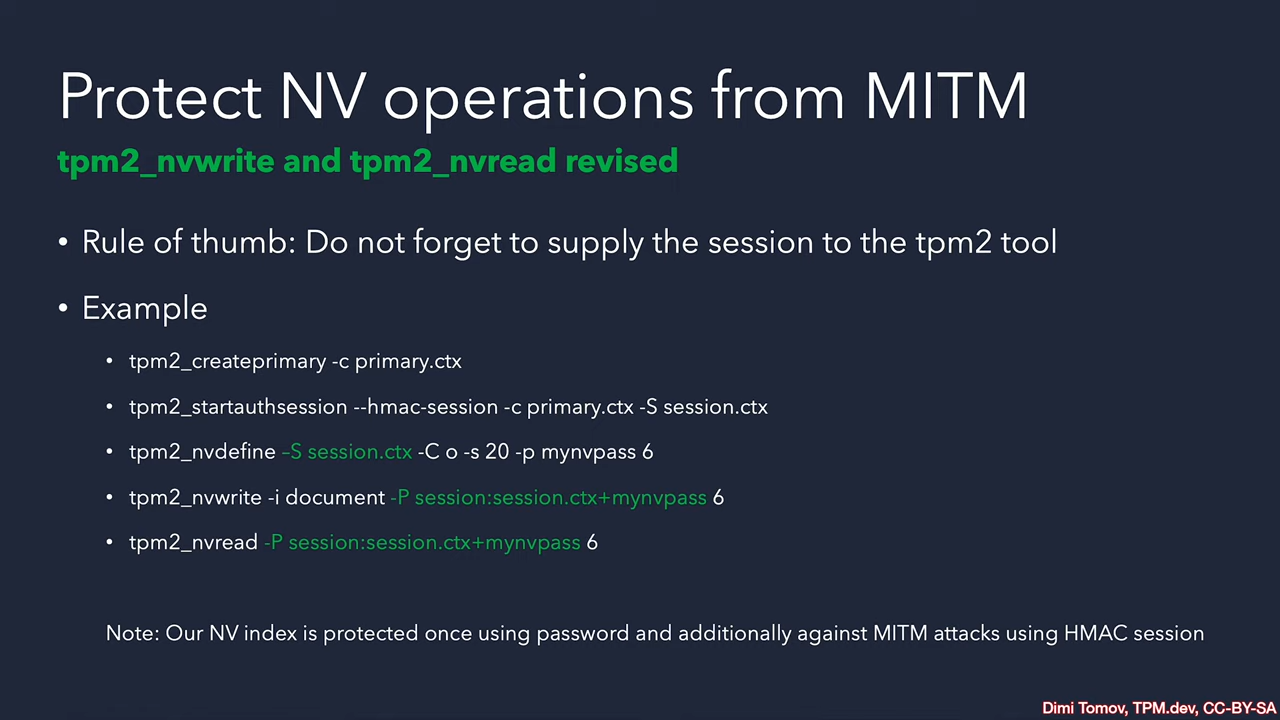 Protect NV operations from MITM
tpm2_nvwrite and tpm2_nvread revised
• Rule of thumb: Do not forget to supply the session to the tpm2 tool
• Example
• tpm2_createprimary -c primary.ctx
• tpm2_startauthsession --hmac-session -c primary.ctx -S session.ctx
• tpm2_nvdefine –S session.ctx -C o -s 20 -p mynvpass 6
• tpm2_nvwrite -i document -P session:session.ctx+mynvpass 6
• tpm2_nvread -P session:session.ctx+mynvpass 6
Note: Our NV index is protected once using password and additionally against MITM attacks using HMAC session
Dimi Tomov, TPM.dev, CC-BY-SA